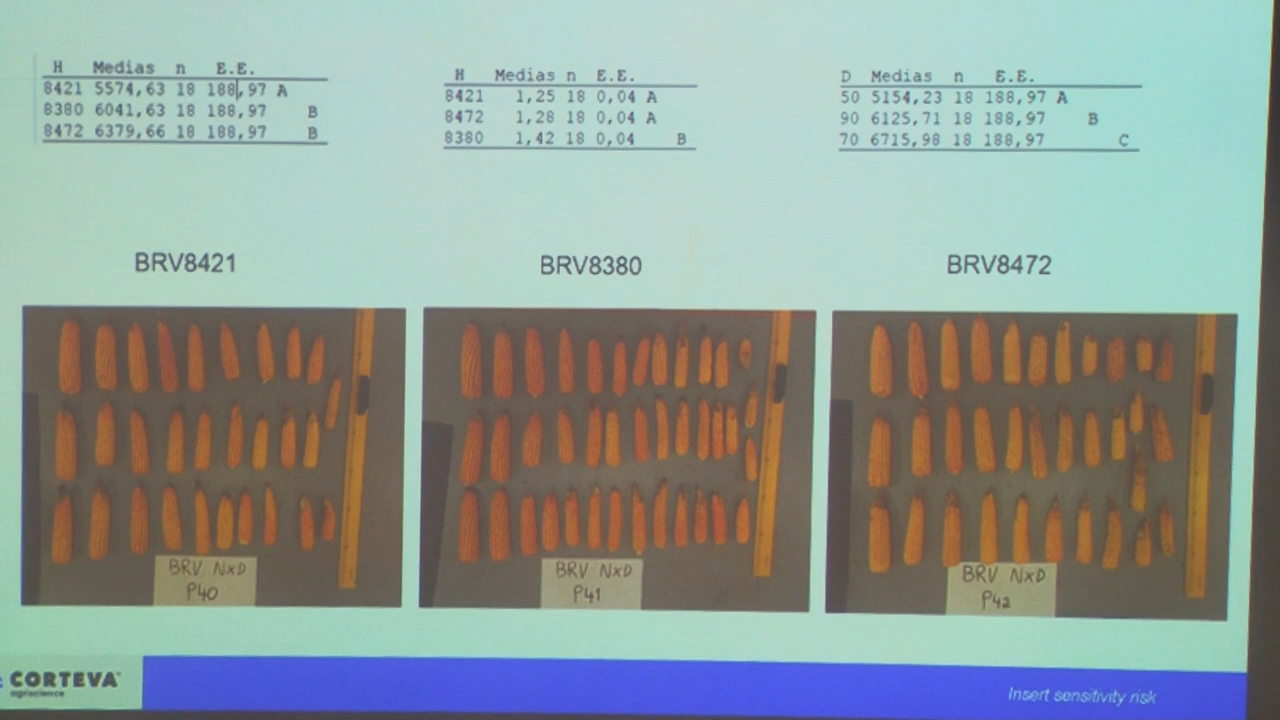 H Medias n E.E.
8421 5574,63 18 188,97 A
8380 6041,63 18 188,97 B
8472 6379,66 18 188,97 B
H Medias n E.E.
8421 1,25 18 0,04 A
8472 1,28 18 0,04 A
8380 1,42 18 0,04 B
D Medias n E.E.
50 5154,23 18 188,97 A
90 6125,71 18 188,97 B
70 6715,98 18 188,97 C
BRV8421
BRV8380
BRV8472
BRV NxD
P40
BRV NxD
P41
BRV NxD
P42
CORTEVA
agriscience
Insert sensitivity risk